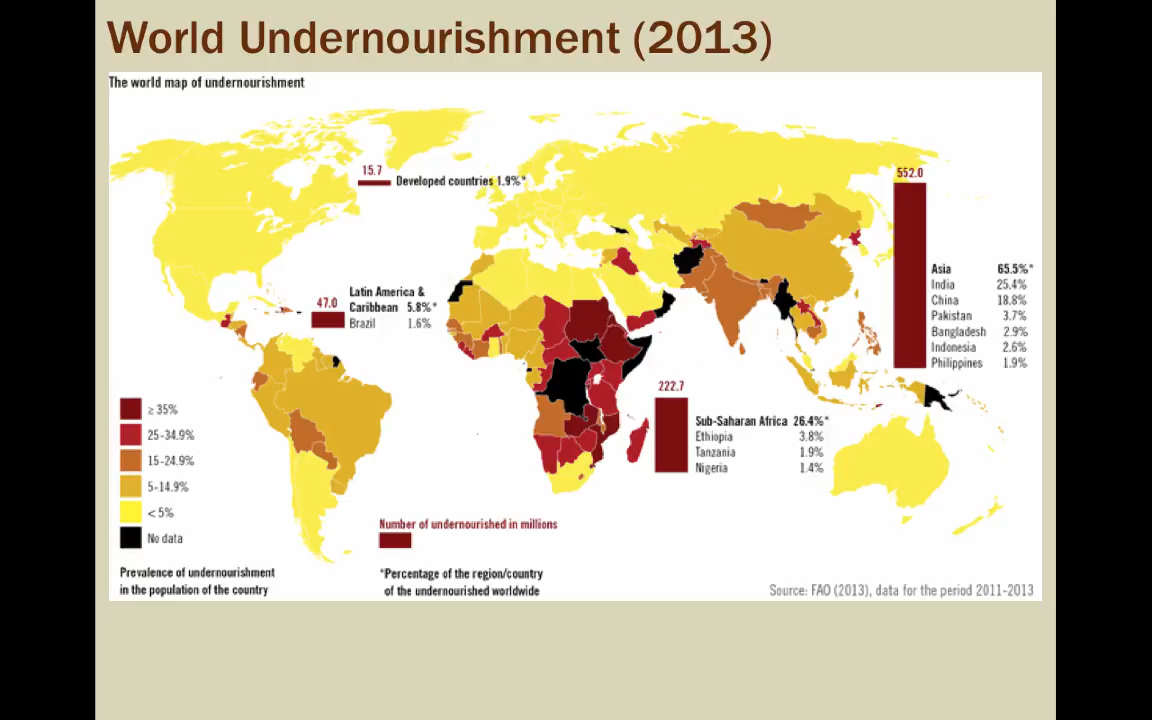 World Undernourishment (2013)
The world map of undernourishment
15.7
Developed countries 1.9%*
552.0
Asia 65.5%*
India 25.4%
China 18.8%
Pakistan 3.7%
Bangladesh 2.9%
Indonesia 2.6%
Philippines 1.9%
47.0
Latin America &
Caribbean 5.8%*
Brazil 1.6%
222.7
Sub-Saharan Africa 26.4%*
Ethiopia 3.8%
Tanzania 1.9%
Nigeria 1.4%
≥ 35%
25-34.9%
15-24.9%
5-14.9%
< 5%
No data
Prevalence of undernourishment
in the population of the country
Number of undernourished in millions
*Percentage of the region/country
of the undernourished worldwide
Source: FAO (2013), data for the period 2011-2013